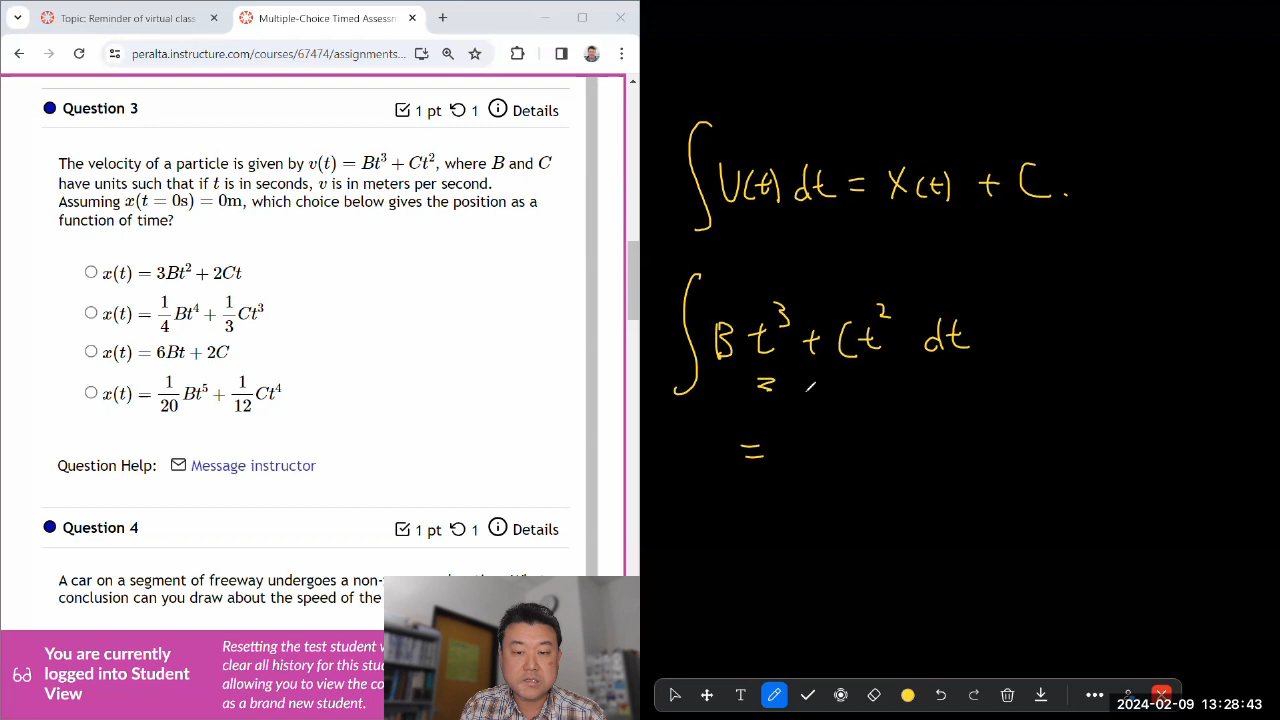 Topic: Reminder of virtual class
Multiple-Choice Timed Assessm
peralta.instructure.com/courses/67474/assignments...
Question 3
1 pt 1 Details
The velocity of a particle is given by v(t) = Bt³ + Ct², where B and C
have units such that if t is in seconds, v is in meters per second.
Assuming x(t = 0s) = 0m, which choice below gives the position as a
function of time?
x(t) = 3Bt² + 2Ct
x(t) = 1/4 Bt⁴ + 1/3 Ct³
x(t) = 6Bt + 2C
x(t) = 1/20 Bt⁵ + 1/12 Ct⁴
Question Help: Message instructor
Question 4
1 pt 1 Details
A car on a segment of freeway undergoes a non-
conclusion can you draw about the speed of the
You are currently
logged into Student
View
Resetting the test student
clear all history for this stu
allowing you to view the co
as a brand new student.
∫ v(t) dt = x(t) + C.
∫ B t³ + Ct² dt
=
T
2024-02-09 13:28:43